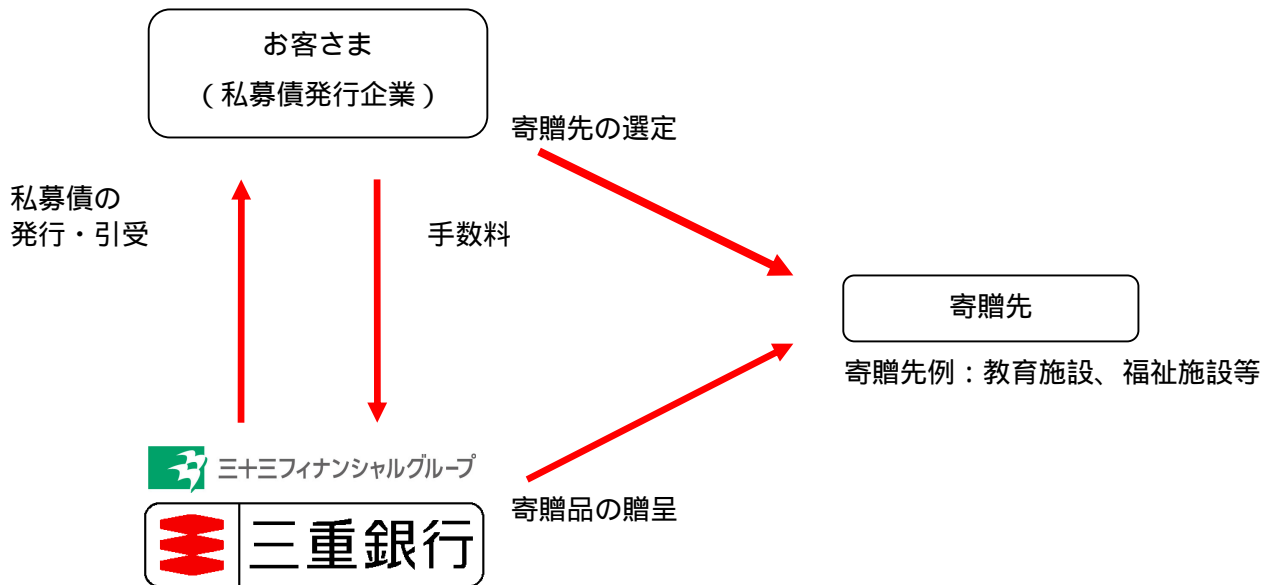 お客さま
（私募債発行企業）
寄贈先の選定
私募債の
発行・引受
手数料
寄贈先
寄贈先例：教育施設、福祉施設等
三十三フィナンシャルグループ
寄贈品の贈呈
三重銀行